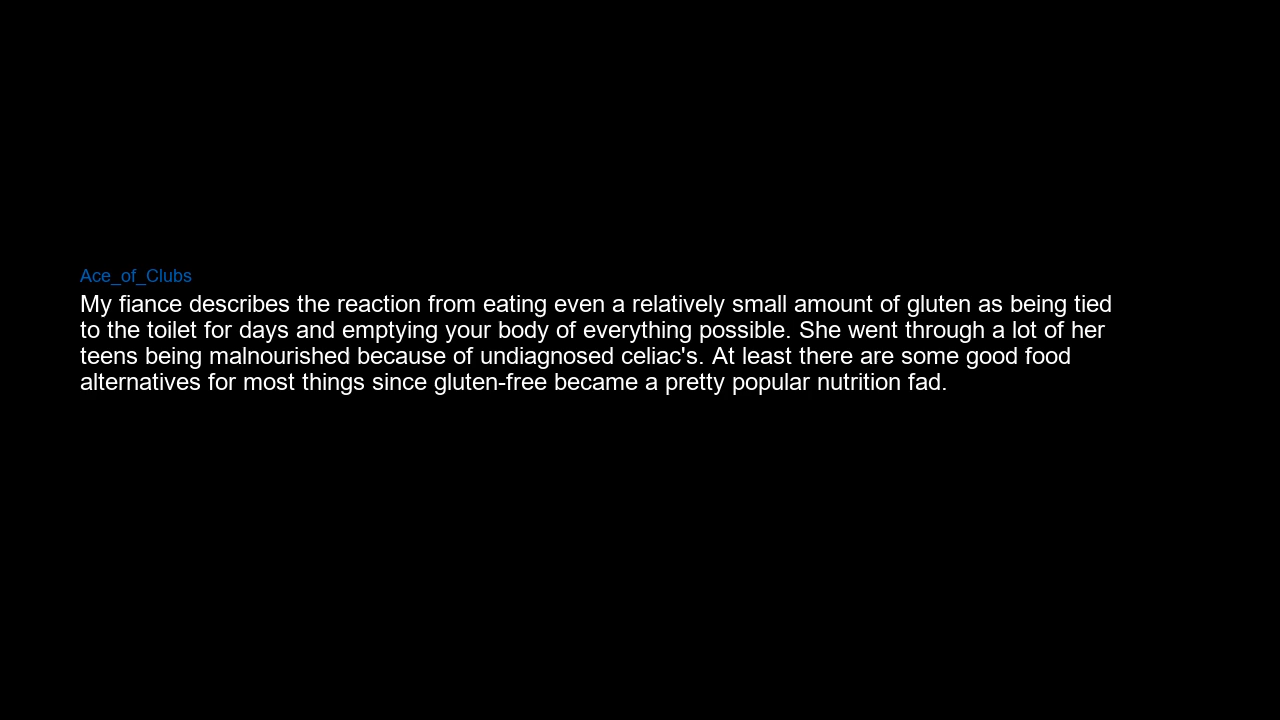 Ace_of_Clubs
My fiance describes the reaction from eating even a relatively small amount of gluten as being tied
to the toilet for days and emptying your body of everything possible. She went through a lot of her
teens being malnourished because of undiagnosed celiac's. At least there are some good food
alternatives for most things since gluten-free became a pretty popular nutrition fad.